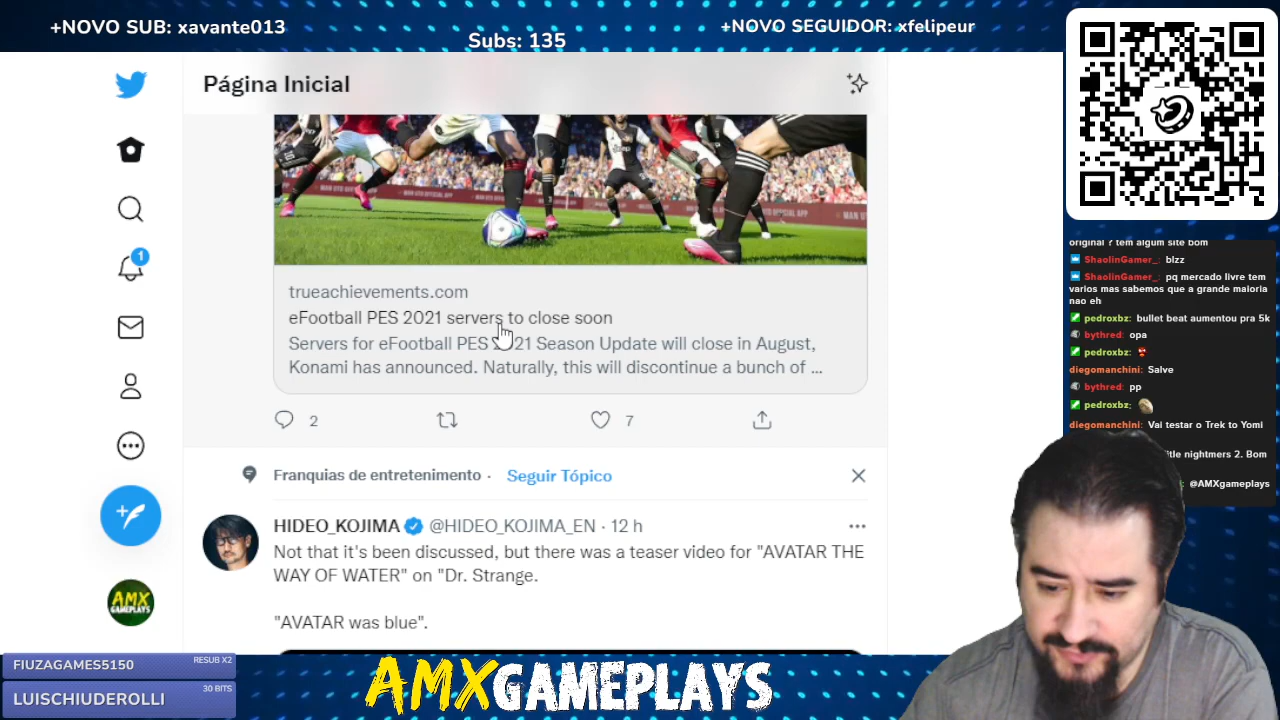 +NOVO SUB: xavante013
Subs: 135
+NOVO SEGUIDOR: xfelipeur
Página Inicial
MAN UTD OFFICIAL APP
trueachievements.com
eFootball PES 2021 servers to close soon
Servers for eFootball PES 2021 Season Update will close in August,
Konami has announced. Naturally, this will discontinue a bunch of ...
2
7
1
Franquias de entretenimento · Seguir Tópico
HIDEO_KOJIMA @HIDEO_KOJIMA_EN · 12 h
Not that it's been discussed, but there was a teaser video for "AVATAR THE
WAY OF WATER" on "Dr. Strange.
"AVATAR was blue".
AMX
GAMEPLAYS
original ? tem algum site bom
ShaolinGamer_: blzz
ShaolinGamer_: pq mercado livre tem
varios mas sabemos que a grande maioria
nao eh
pedroxbz: bullet beat aumentou pra 5k
bythred: opa
pedroxbz:
diegomanchini: Salve
bythred: pp
pedroxbz:
diegomanchini: Vai testar o Trek to Yomi
nightmers 2. Bom
: @AMXgameplays
FIUZAGAMES5150 RESUB X2
LUISCHIUDEROLLI 30 BITS
AMXGAMEPLAYS